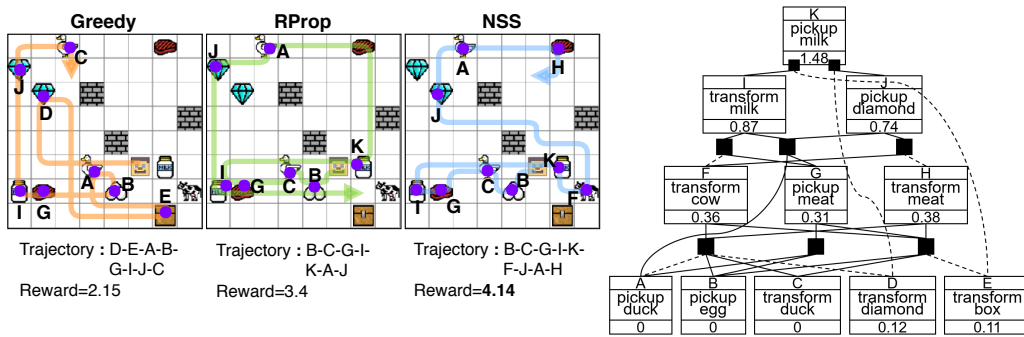 Greedy
RProp
NSS
C
J
D
A
B
I
G
E
J
A
K
I
G
C
B
A
H
J
K
C
B
I
G
F
Trajectory : D-E-A-B-
G-I-J-C
Reward=2.15
Trajectory : B-C-G-I-
K-A-J
Reward=3.4
Trajectory : B-C-G-I-K-
F-J-A-H
Reward=4.14
K
pickup
milk
1.48
I
transform
milk
0.87
J
pickup
diamond
0.74
F
transform
cow
0.36
G
pickup
meat
0.31
H
transform
meat
0.38
A
pickup
duck
0
B
pickup
egg
0
C
transform
duck
0
D
transform
diamond
0.12
E
transform
box
0.11